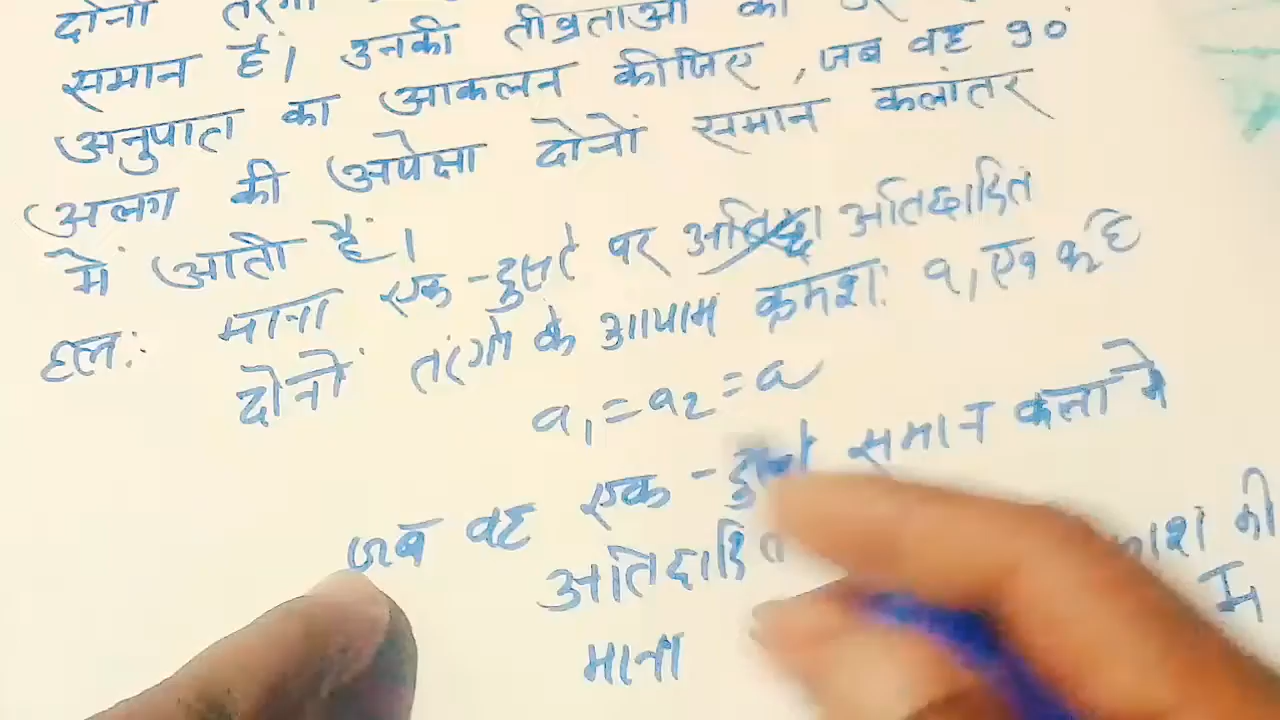 दोनों
समान हैं। उनकी तीव्रताओं का
अनुपात का आकलन कीजिए , जब वह 90°
अलग की अपेक्षा दोनों समान कलांतर
में आती हैं।
हल:- माना एक-दुसरे पर अतिछादित
दोनों तरंगो के आयाम क्रमशः a₁ एव
a₁ = a₂ = a
जब वह एक-दुसरे समान कला मे
अतिछादित की
माना में